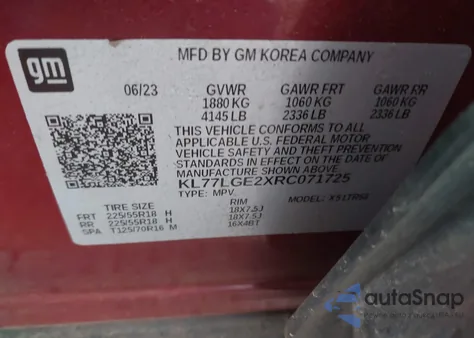 gm
MFD BY GM KOREA COMPANY
06/23 GVWR GAWR FRT GAWR RR
1880 KG 1060 KG 1060 KG
4145 LB 2336 LB 2336 LB
THIS VEHICLE CONFORMS TO ALL
APPLICABLE U.S. FEDERAL MOTOR
VEHICLE SAFETY, BUMPER, AND THEFT PREVENTION
STANDARDS IN EFFECT ON THE DATE OF
MANUFACTURE SHOWN ABOVE.
KL77LGE2XRC071725
TYPE: MPV. MODEL:
TIRE SIZE RIM
FRT 225/55R18 H 18X7.5J
RR 225/55R18 H 18X7.5J
SPA T125/70R16 M 16X4BT
autoSnap